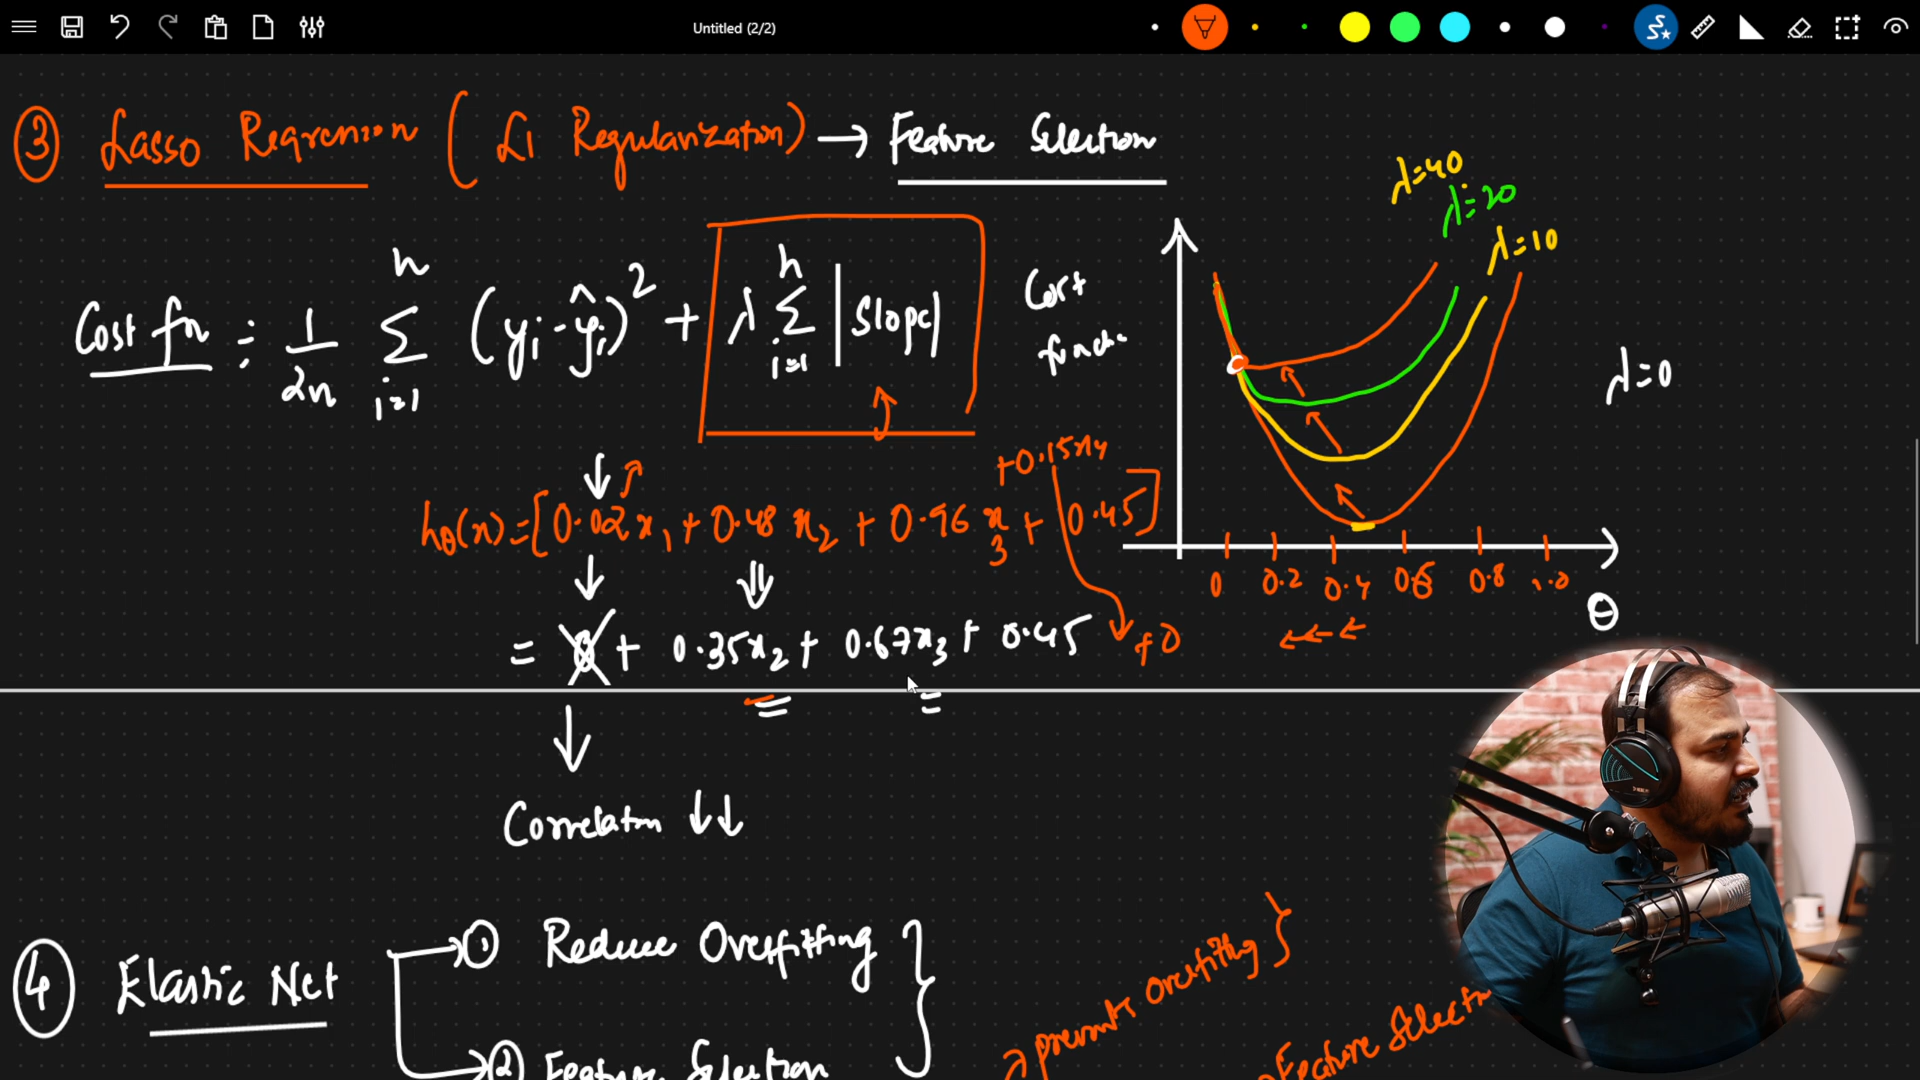 Untitled (2/2)
③ Lasso Regression (L1 Regularization) → Feature Selection
λ=40
λ=20
λ=10
Cost fn = 1/2n n Σ i=1 (yi - ŷi)² + λ n Σ i=1 |Slope|
Cost
λ=0
+0.15x4
hθ(x) = [0.02x1 + 0.48x2 + 0.96x3 + 0.45]
0 0.2 0.4 0.6 0.8 1.0
θ
= 0 + 0.35x2 + 0.67x3 + 0.45 +0
Correlation ↓↓
④ Elastic Net → ① Reduce Overfitting }
→ ② Feature Selection
→ prevents overfitting }
Feature Selectn